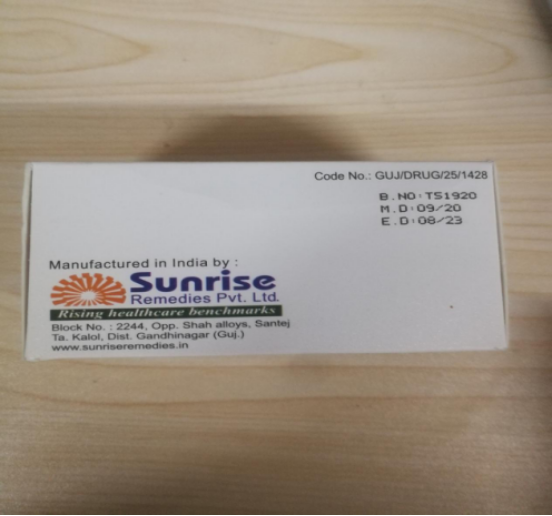 Code No.: GUJ/DRUG/25/1428
B.NO:TS1920
M.D:09/20
E.D:08/23
Manufactured in India by :
Sunrise
Remedies Pvt. Ltd.
Rising healthcare benchmarks
Block No. : 2244, Opp. Shah alloys, Santej
Ta. Kalol, Dist. Gandhinagar (Guj.)
www.sunriseremedies.in